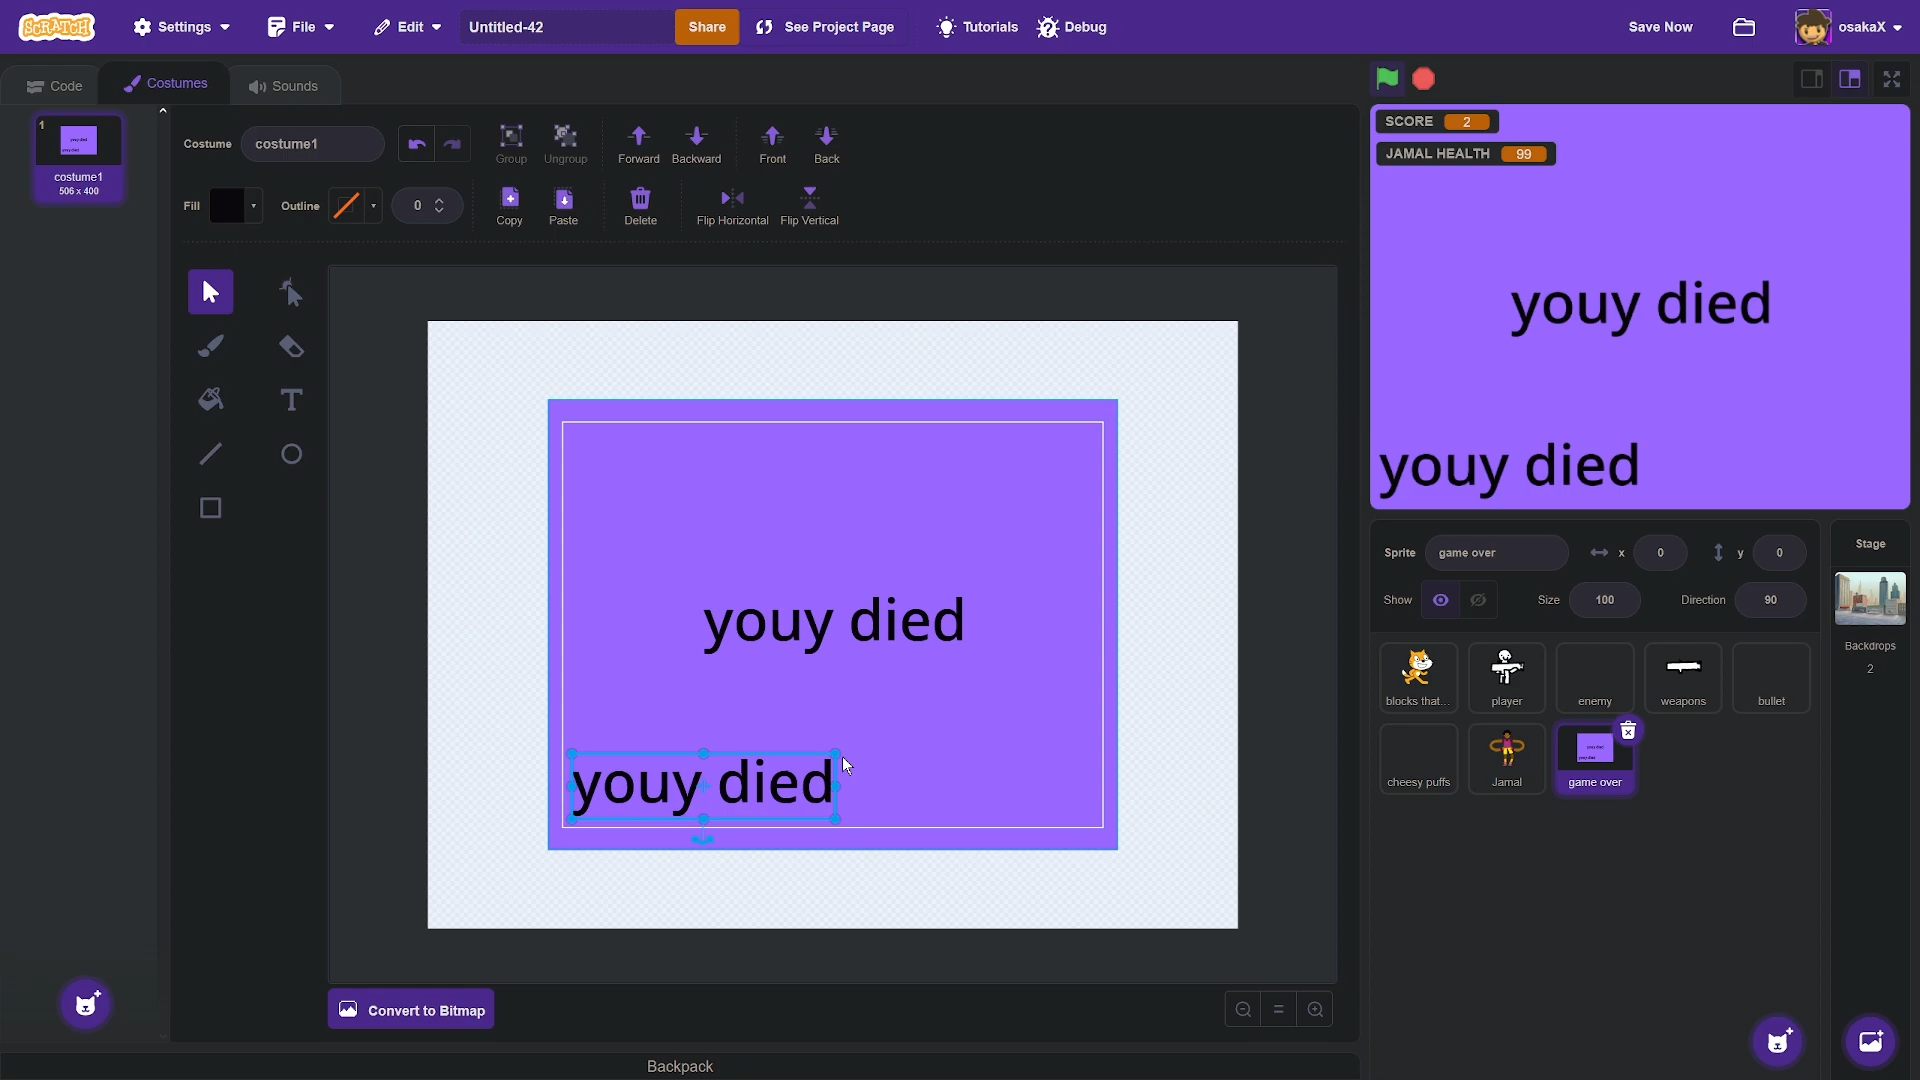 SCRATCH Settings File Edit Untitled-42 Share See Project Page Tutorials Debug Save Now osakaX
Code Costumes Sounds
1
costume1
506 x 400
Costume costume1 Group Ungroup Forward Backward Front Back
Fill Outline 0 Copy Paste Delete Flip Horizontal Flip Vertical
youy died
youy died
Convert to Bitmap
Backpack
SCORE 2
JAMAL HEALTH 99
youy died
youy died
Sprite game over x 0 y 0
Show Size 100 Direction 90
blocks that... player enemy weapons bullet
cheesy puffs Jamal game over
Stage
Backdrops
2